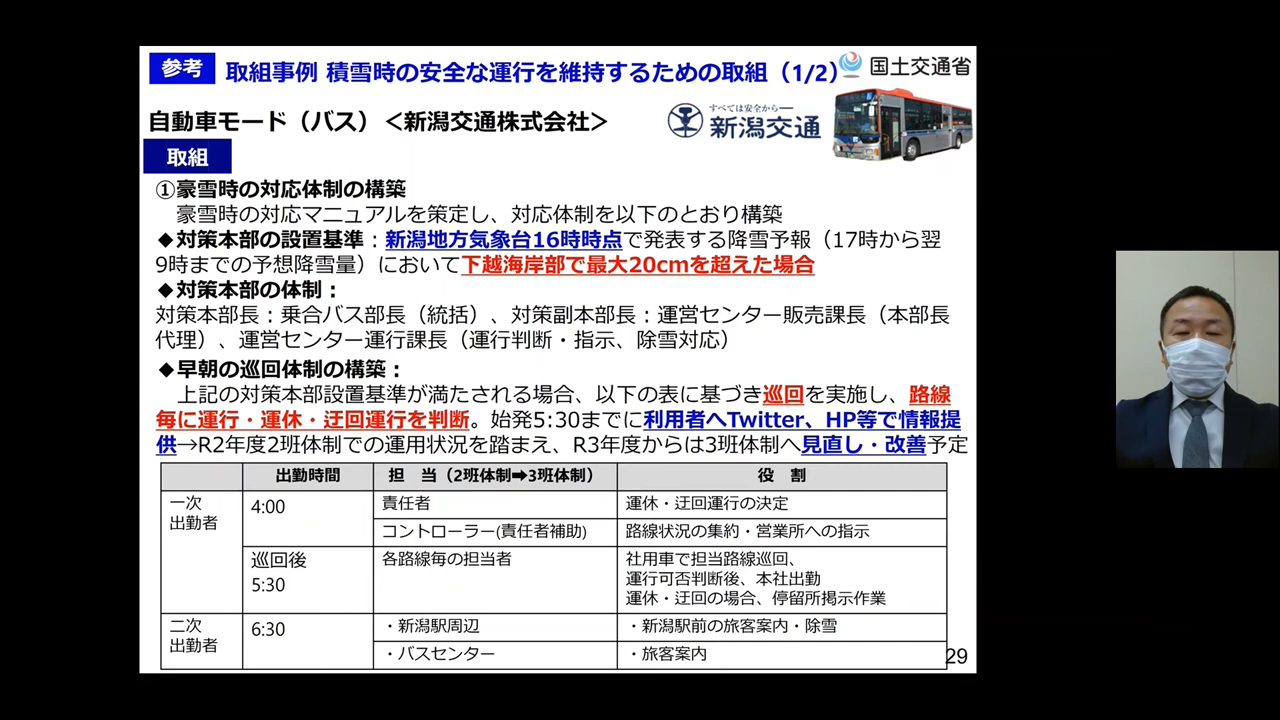 参考
取組事例 積雪時の安全な運行を維持するための取組（1/2）
国土交通省
自動車モード（バス）＜新潟交通株式会社＞
すべては安全から
新潟交通
取組
①豪雪時の対応体制の構築
豪雪時の対応マニュアルを策定し、対応体制を以下のとおり構築
◆対策本部の設置基準：新潟地方気象台16時時点で発表する降雪予報（17時から翌
9時までの予想降雪量）において下越海岸部で最大20cmを超えた場合
◆対策本部の体制：
対策本部長：乗合バス部長（統括）、対策副本部長：運営センター販売課長（本部長
代理）、運営センター運行課長（運行判断・指示、除雪対応）
◆早朝の巡回体制の構築：
上記の対策本部設置基準が満たされる場合、以下の表に基づき巡回を実施し、路線
毎に運行・運休・迂回運行を判断。始発5:30までに利用者へTwitter、HP等で情報提
供→R2年度2班体制での運用状況を踏まえ、R3年度からは3班体制へ見直し・改善予定
出勤時間 担　当（2班体制➡3班体制） 役　割
一次
出勤者
4:00 責任者 運休・迂回運行の決定
コントローラー(責任者補助) 路線状況の集約・営業所への指示
巡回後
5:30
各路線毎の担当者
社用車で担当路線巡回、
運行可否判断後、本社出勤
運休・迂回の場合、停留所掲示作業
二次
出勤者
6:30 ・新潟駅周辺 ・新潟駅前の旅客案内・除雪
・バスセンター ・旅客案内
29